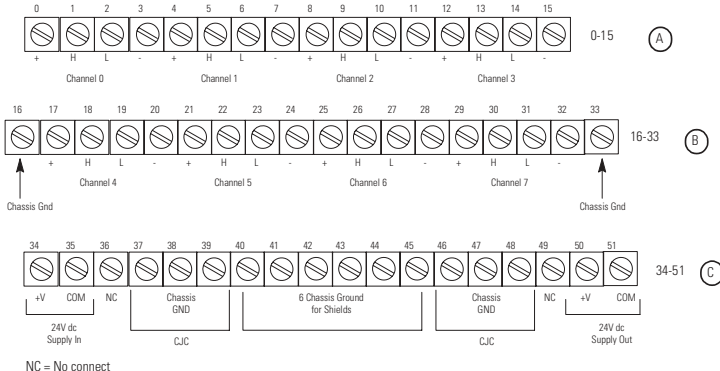 0 1 2 3 4 5 6 7 8 9 10 11 12 13 14 15
0-15 A
+ H L - + H L - + H L - + H L -
Channel 0 Channel 1 Channel 2 Channel 3
16 17 18 19 20 21 22 23 24 25 26 27 28 29 30 31 32 33
16-33 B
+ H L - + H L - + H L - + H L -
Channel 4 Channel 5 Channel 6 Channel 7
Chassis Gnd Chassis Gnd
34 35 36 37 38 39 40 41 42 43 44 45 46 47 48 49 50 51
34-51 C
+V COM NC Chassis 6 Chassis Ground Chassis NC +V COM
GND for Shields GND
24V dc 24V dc
Supply In CJC CJC Supply Out
NC = No connect